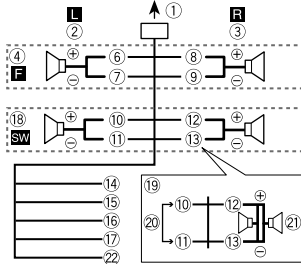 L ① R
② ③
④ ⊕ ⑥ ⑧ ⊕
F ⊖ ⑦ ⑨ ⊖
⑱ ⊕ ⑩ ⑫ ⊕
SW ⊖ ⑪ ⑬ ⊖
⑭
⑮
⑯
⑰
㉒
⑲
⑩ ⑫ ⊕
⑳ ㉑
⑪ ⑬ ⊖